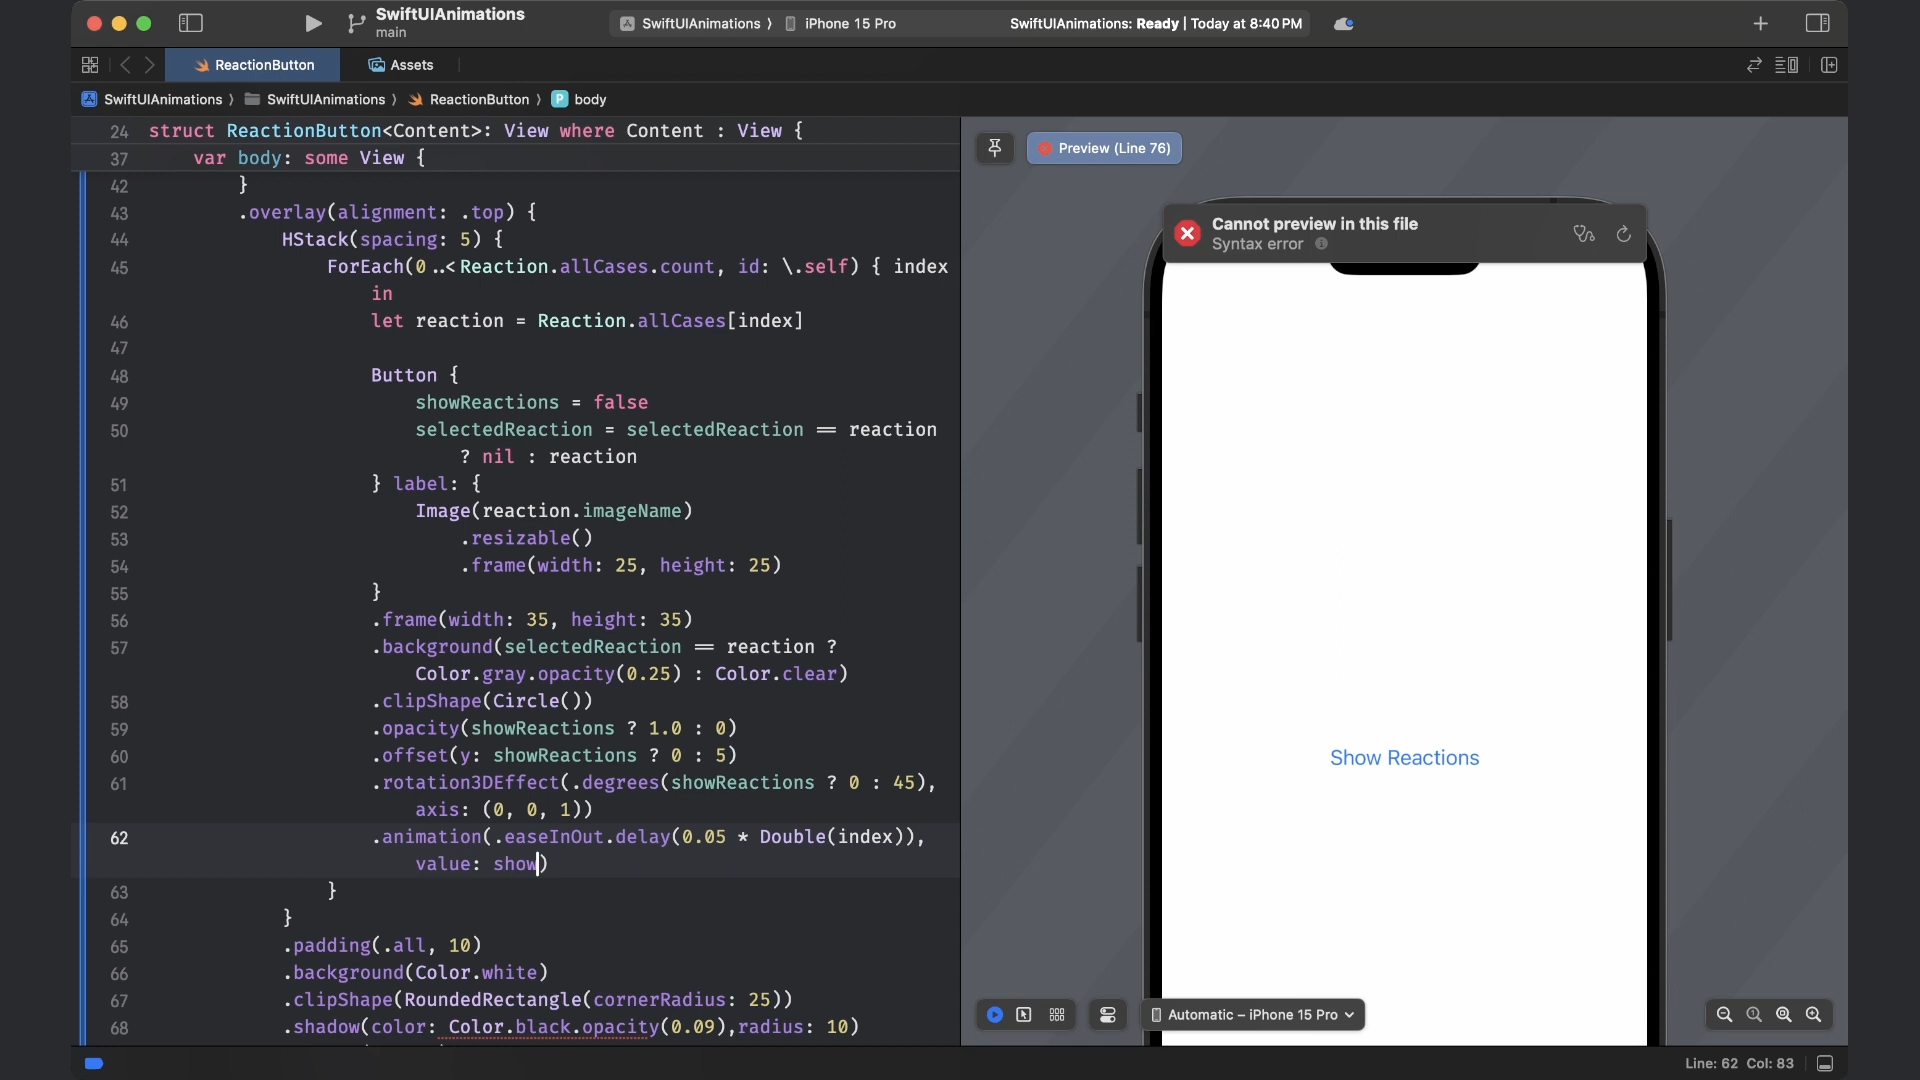 SwiftUIAnimations
main
SwiftUIAnimations 〉 iPhone 15 Pro
SwiftUIAnimations: Ready | Today at 8:40 PM
ReactionButton
Assets
SwiftUIAnimations 〉 SwiftUIAnimations 〉 ReactionButton 〉 P body
24 struct ReactionButton<Content>: View where Content : View {
37 var body: some View {
42 }
43 .overlay(alignment: .top) {
44 HStack(spacing: 5) {
45 ForEach(0..<Reaction.allCases.count, id: \.self) { index
in
46 let reaction = Reaction.allCases[index]
47
48 Button {
49 showReactions = false
50 selectedReaction = selectedReaction == reaction
? nil : reaction
51 } label: {
52 Image(reaction.imageName)
53 .resizable()
54 .frame(width: 25, height: 25)
55 }
56 .frame(width: 35, height: 35)
57 .background(selectedReaction == reaction ?
Color.gray.opacity(0.25) : Color.clear)
58 .clipShape(Circle())
59 .opacity(showReactions ? 1.0 : 0)
60 .offset(y: showReactions ? 0 : 5)
61 .rotation3DEffect(.degrees(showReactions ? 0 : 45),
axis: (0, 0, 1))
62 .animation(.easeInOut.delay(0.05 * Double(index)),
value: show)
63 }
64 }
65 .padding(.all, 10)
66 .background(Color.white)
67 .clipShape(RoundedRectangle(cornerRadius: 25))
68 .shadow(color: Color.black.opacity(0.09),radius: 10)
Preview (Line 76)
Cannot preview in this file
Syntax error
Show Reactions
Automatic – iPhone 15 Pro
Line: 62 Col: 83